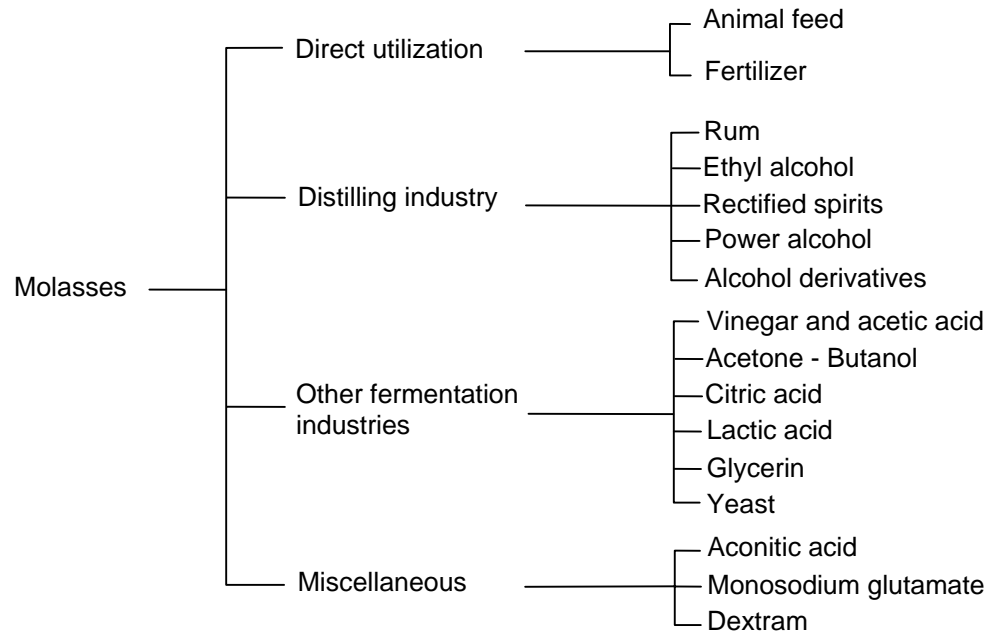 Molasses
Direct utilization
Animal feed
Fertilizer
Distilling industry
Rum
Ethyl alcohol
Rectified spirits
Power alcohol
Alcohol derivatives
Other fermentation
industries
Vinegar and acetic acid
Acetone - Butanol
Citric acid
Lactic acid
Glycerin
Yeast
Miscellaneous
Aconitic acid
Monosodium glutamate
Dextram